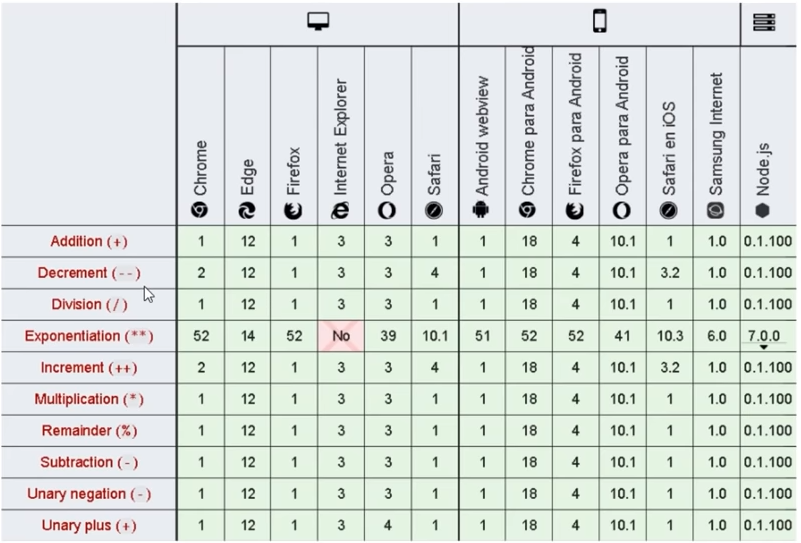 Chrome Edge Firefox Internet Explorer Opera Safari Android webview Chrome para Android Firefox para Android Opera para Android Safari en iOS Samsung Internet Node.js
Addition (+) 1 12 1 3 3 1 1 18 4 10.1 1 1.0 0.1.100
Decrement (--) 2 12 1 3 3 4 1 18 4 10.1 3.2 1.0 0.1.100
Division (/) 1 12 1 3 3 1 1 18 4 10.1 1 1.0 0.1.100
Exponentiation (**) 52 14 52 No 39 10.1 51 52 52 41 10.3 6.0 7.0.0
Increment (++) 2 12 1 3 3 4 1 18 4 10.1 3.2 1.0 0.1.100
Multiplication (*) 1 12 1 3 3 1 1 18 4 10.1 1 1.0 0.1.100
Remainder (%) 1 12 1 3 3 1 1 18 4 10.1 1 1.0 0.1.100
Subtraction (-) 1 12 1 3 3 1 1 18 4 10.1 1 1.0 0.1.100
Unary negation (-) 1 12 1 3 3 1 1 18 4 10.1 1 1.0 0.1.100
Unary plus (+) 1 12 1 3 4 1 1 18 4 10.1 1 1.0 0.1.100